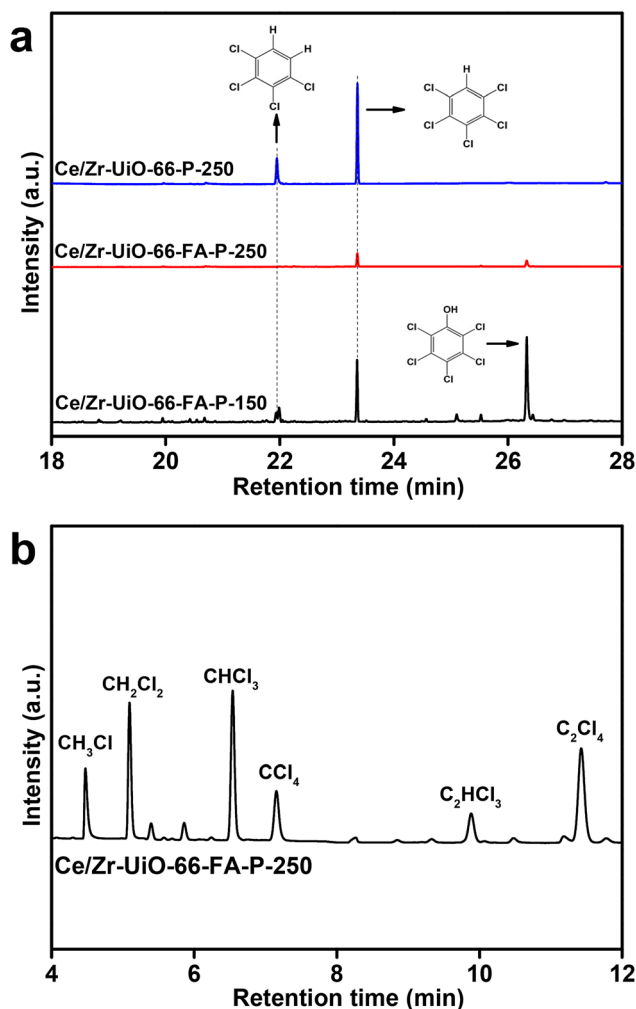 a
H
Cl
H
Cl
Cl
Cl
H
Cl
Cl
Cl
Cl
Cl
Ce/Zr-UiO-66-P-250
Ce/Zr-UiO-66-FA-P-250
OH
Cl
Cl
Cl
Cl
Cl
Ce/Zr-UiO-66-FA-P-150
Intensity (a.u.)
18 20 22 24 26 28
Retention time (min)
b
CH₃Cl
CH₂Cl₂
CHCl₃
CCl₄
C₂HCl₃
C₂Cl₄
Ce/Zr-UiO-66-FA-P-250
Intensity (a.u.)
4 6 8 10 12
Retention time (min)